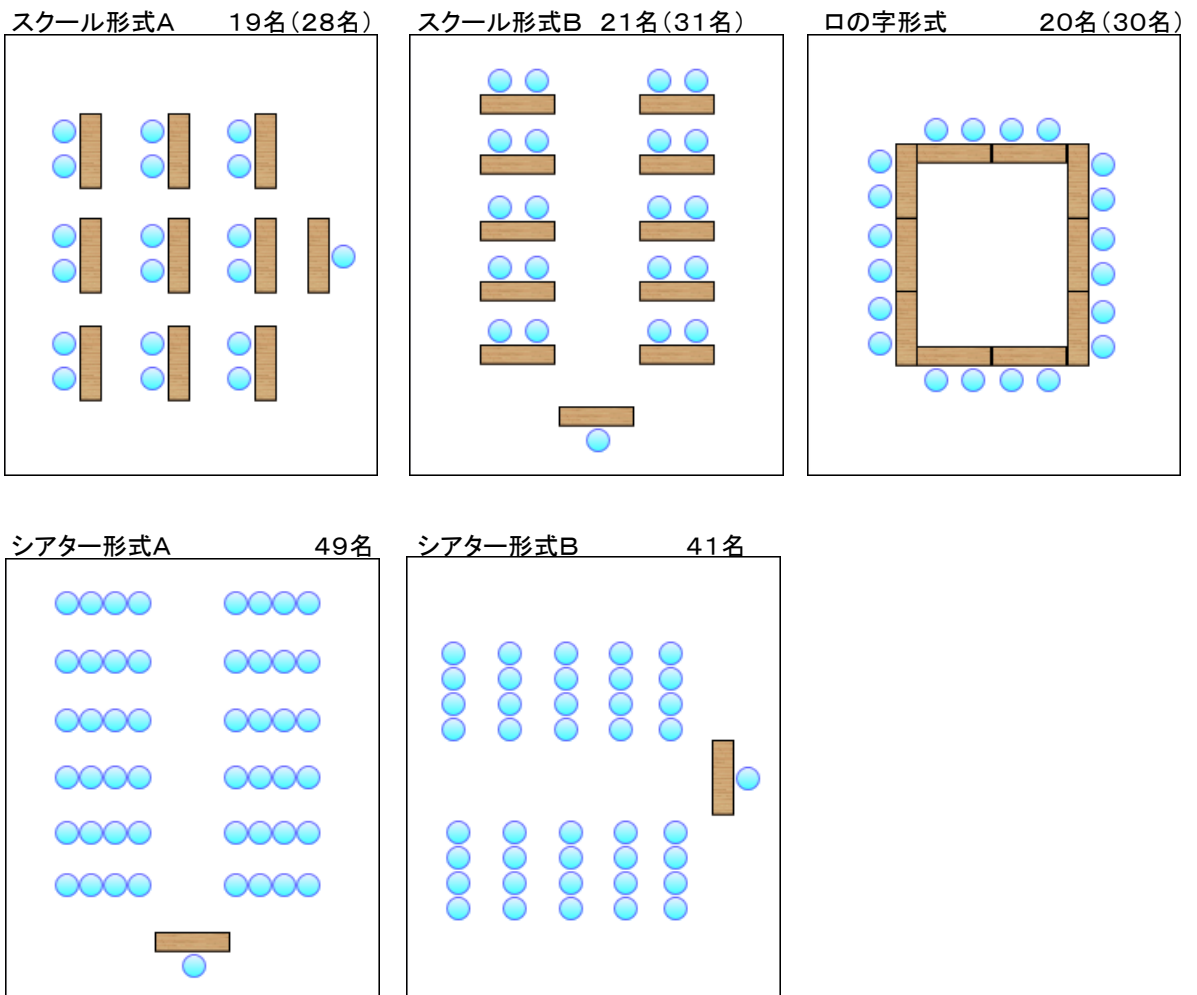 スクール形式A 19名(28名)
スクール形式B 21名(31名)
ロの字形式 20名(30名)
シアター形式A 49名
シアター形式B 41名